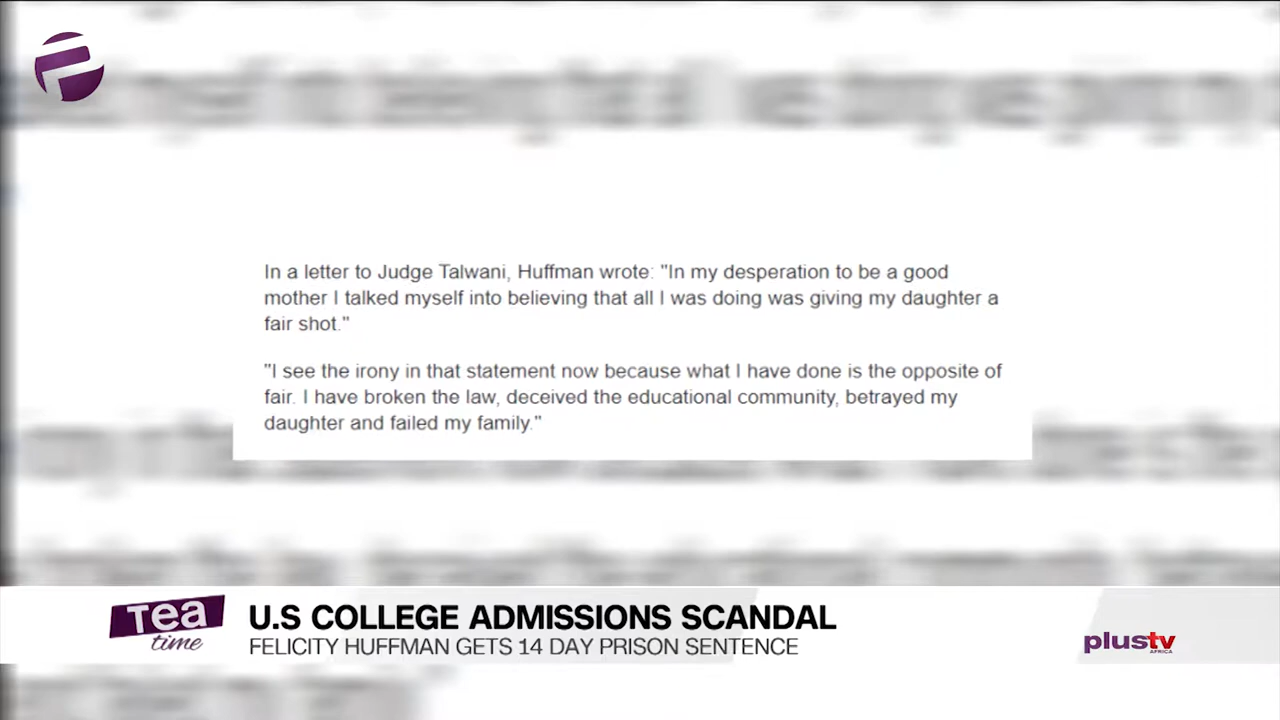 In a letter to Judge Talwani, Huffman wrote: "In my desperation to be a good
mother I talked myself into believing that all I was doing was giving my daughter a
fair shot."
"I see the irony in that statement now because what I have done is the opposite of
fair. I have broken the law, deceived the educational community, betrayed my
daughter and failed my family."
Tea
time
U.S COLLEGE ADMISSIONS SCANDAL
FELICITY HUFFMAN GETS 14 DAY PRISON SENTENCE
plustv
AFRICA